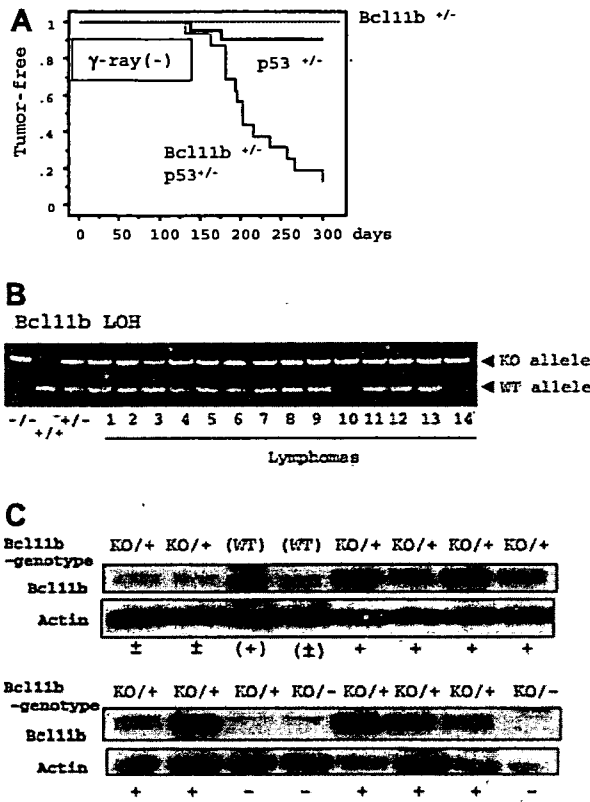 A
Bcl11b +/-
1
.8
.6
.4
.2
0
Tumor-free
γ-ray(-)
p53 +/-
Bcl11b +/-
p53+/-
0 50 100 150 200 250 300 days
B
Bcl11b LOH
KO allele
WT allele
-/- +/+ +/- 1 2 3 4 5 6 7 8 9 10 11 12 13 14
Lymphomas
C
Bcl11b KO/+ KO/+ (WT) (WT) KO/+ KO/+ KO/+ KO/+
-genotype
Bcl11b
Actin
± ± (+) (±) + + + +
Bcl11b KO/+ KO/+ KO/+ KO/- KO/+ KO/+ KO/+ KO/-
-genotype
Bcl11b
Actin
+ + - - + + + -